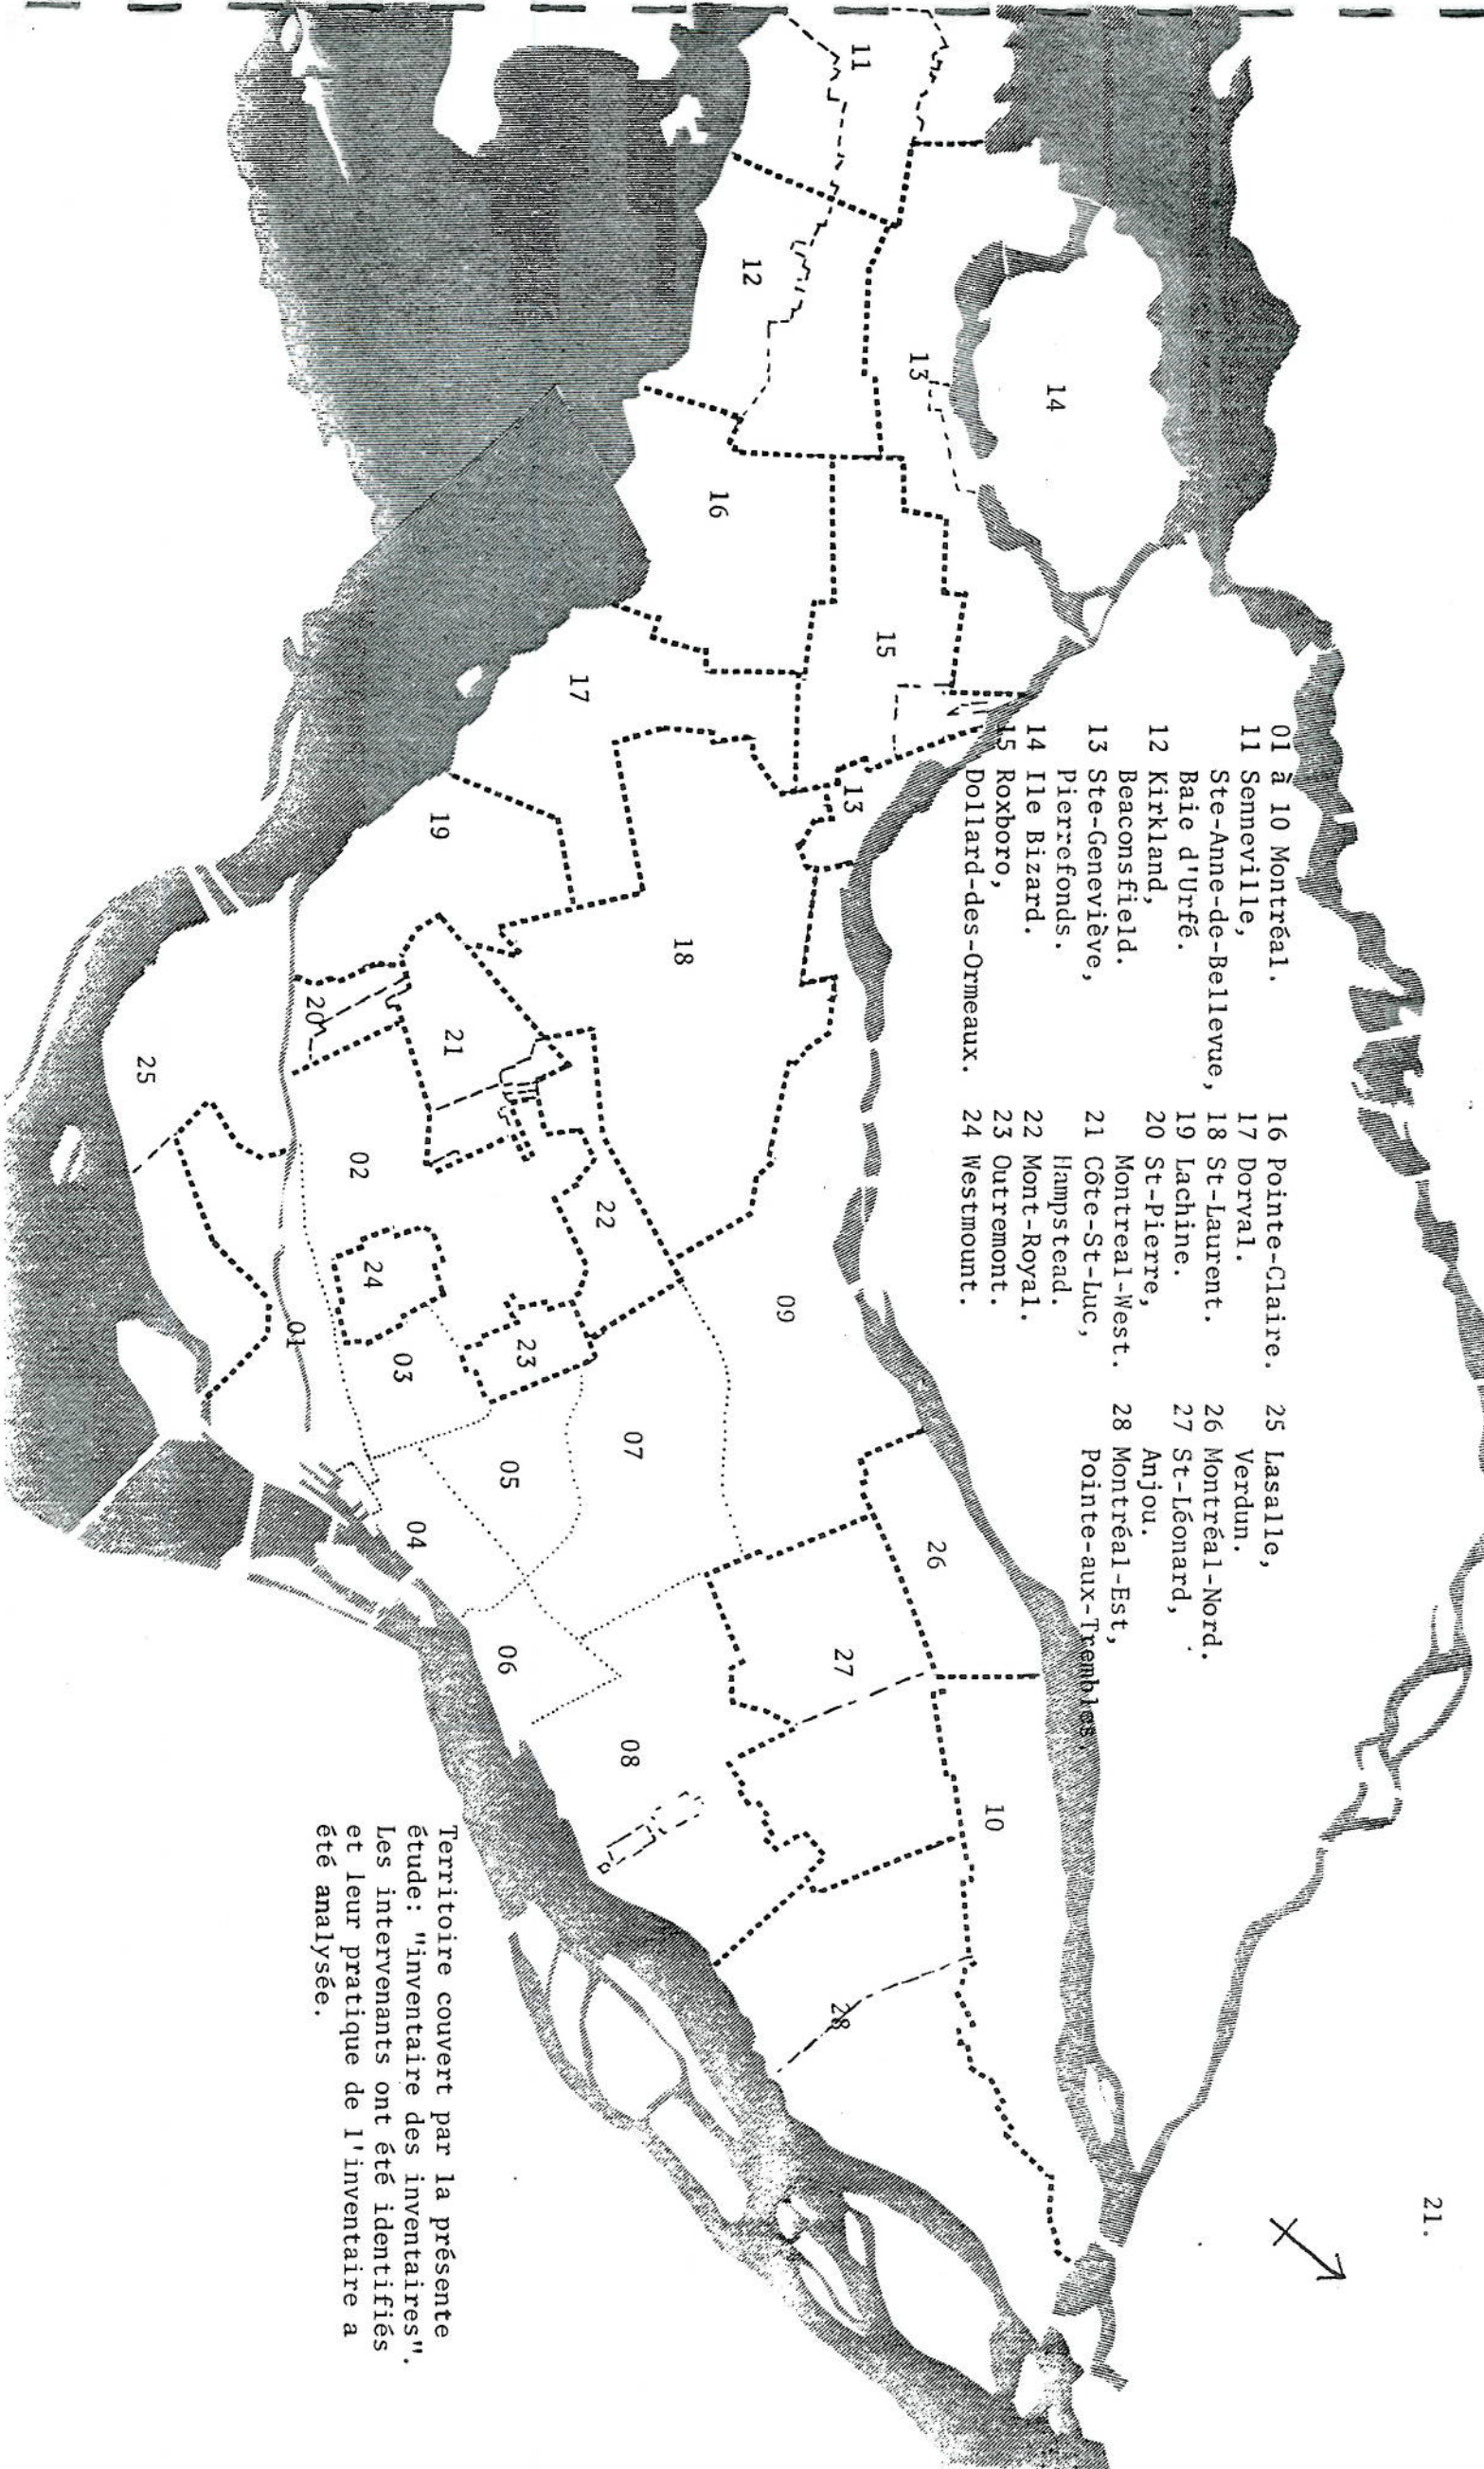 21.
01 à 10 Montréal.
11 Senneville,
Ste-Anne-de-Bellevue,
Baie d'Urfé.
12 Kirkland,
Beaconsfield.
13 Ste-Geneviève,
Pierrefonds.
14 Ile Bizard.
15 Roxboro,
Dollard-des-Ormeaux.
16 Pointe-Claire.
17 Dorval.
18 St-Laurent.
19 Lachine.
20 St-Pierre,
Montreal-West.
21 Côte-St-Luc,
Hampstead.
22 Mont-Royal.
23 Outremont.
24 Westmount.
25 Lasalle,
Verdun.
26 Montréal-Nord.
27 St-Léonard,
Anjou.
28 Montréal-Est,
Pointe-aux-Trembles.
11
12
13
14
15
16
17
13
18
19
20
21
25
02
22
24
23
09
01
03
07
05
04
26
06
27
08
10
28
Territoire couvert par la présente
étude: "inventaire des inventaires".
Les intervenants ont été identifiés
et leur pratique de l'inventaire a
été analysée.